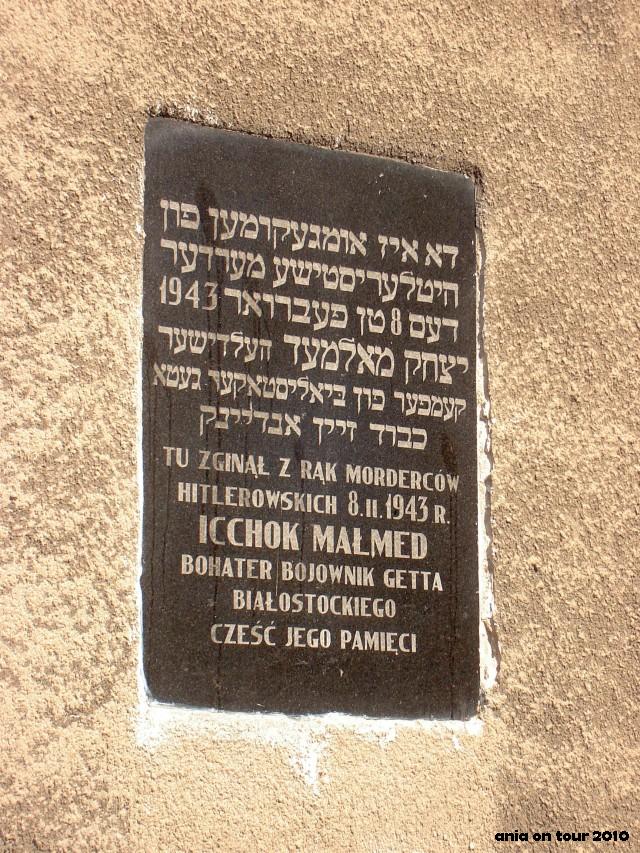 דא איז אומגעקומען פון
היטלעריסטישע מערדער
דעם 8 טן פעברואר 1943
יצחק מאלמעד העלדישער
קעמפער פון ביאליסטאקער געטא
כבוד זיין אנדיינק
TU ZGINĄŁ Z RĄK MORDERCÓW
HITLEROWSKICH 8.II.1943 R.
ICCHOK MAŁMED
BOHATER BOJOWNIK GETTA
BIAŁOSTOCKIEGO
CZEŚĆ JEGO PAMIĘCI
ania on tour 2010